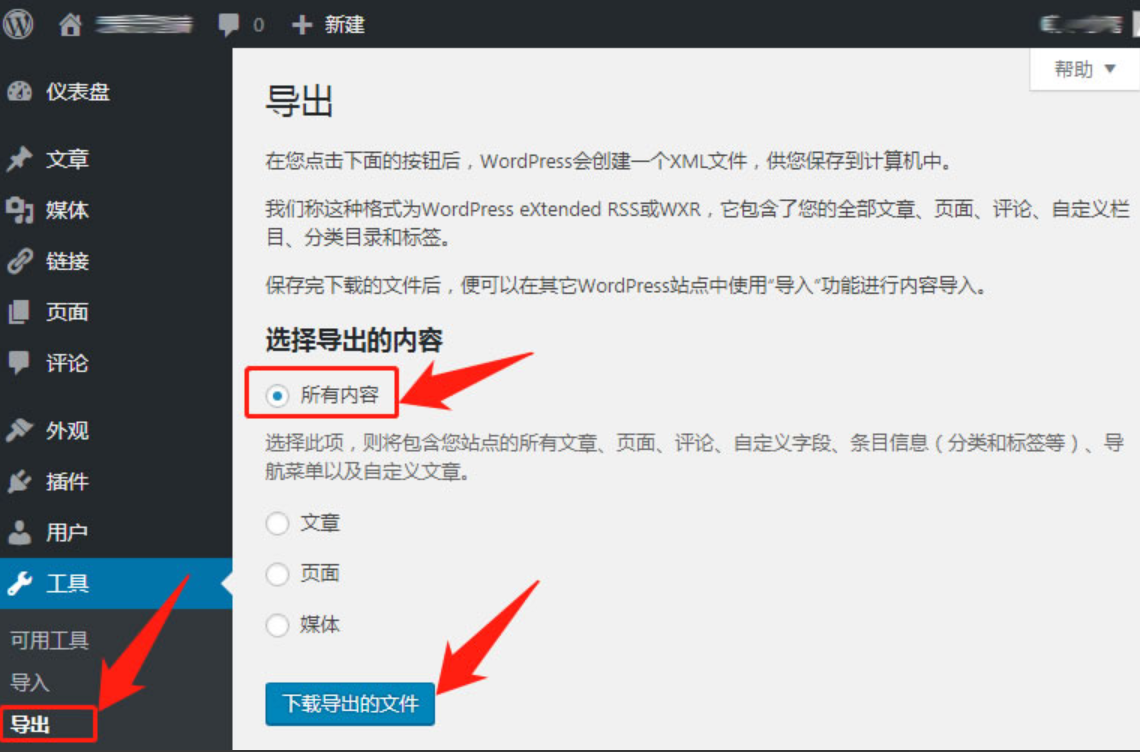 0
新建
帮助
仪表盘
文章
媒体
链接
页面
评论
外观
插件
用户
工具
可用工具
导入
导出
导出
在您点击下面的按钮后，WordPress会创建一个XML文件，供您保存到计算机中。
我们称这种格式为WordPress eXtended RSS或WXR，它包含了您的全部文章、页面、评论、自定义栏
目、分类目录和标签。
保存完下载的文件后，便可以在其它WordPress站点中使用“导入”功能进行内容导入。
选择导出的内容
所有内容
选择此项，则将包含您站点的所有文章、页面、评论、自定义字段、条目信息（分类和标签等）、导
航菜单以及自定义文章。
文章
页面
媒体
下载导出的文件